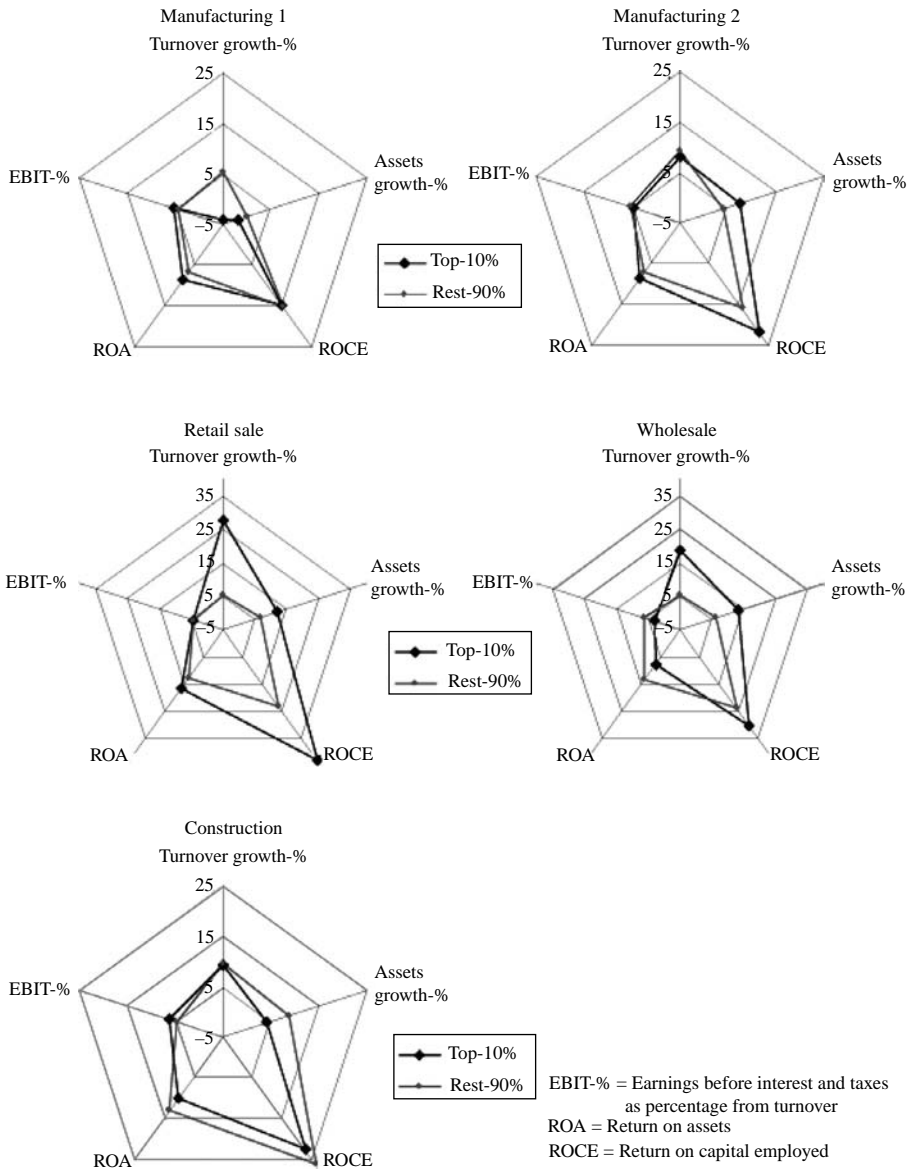 Manufacturing 1
Turnover growth-%
25
15
5
–5
EBIT-%
Assets
growth-%
ROA
ROCE
Manufacturing 2
Turnover growth-%
25
15
5
–5
EBIT-%
Assets
growth-%
ROA
ROCE
Top-10%
Rest-90%
Retail sale
Turnover growth-%
35
25
15
5
-5
EBIT-%
Assets
growth-%
ROA
ROCE
Wholesale
Turnover growth-%
35
25
15
5
-5
EBIT-%
Assets
growth-%
ROA
ROCE
Top-10%
Rest-90%
Construction
Turnover growth-%
25
15
5
-5
EBIT-%
Assets
growth-%
ROA
ROCE
Top-10%
Rest-90%
EBIT-% = Earnings before interest and taxes
as percentage from turnover
ROA = Return on assets
ROCE = Return on capital employed